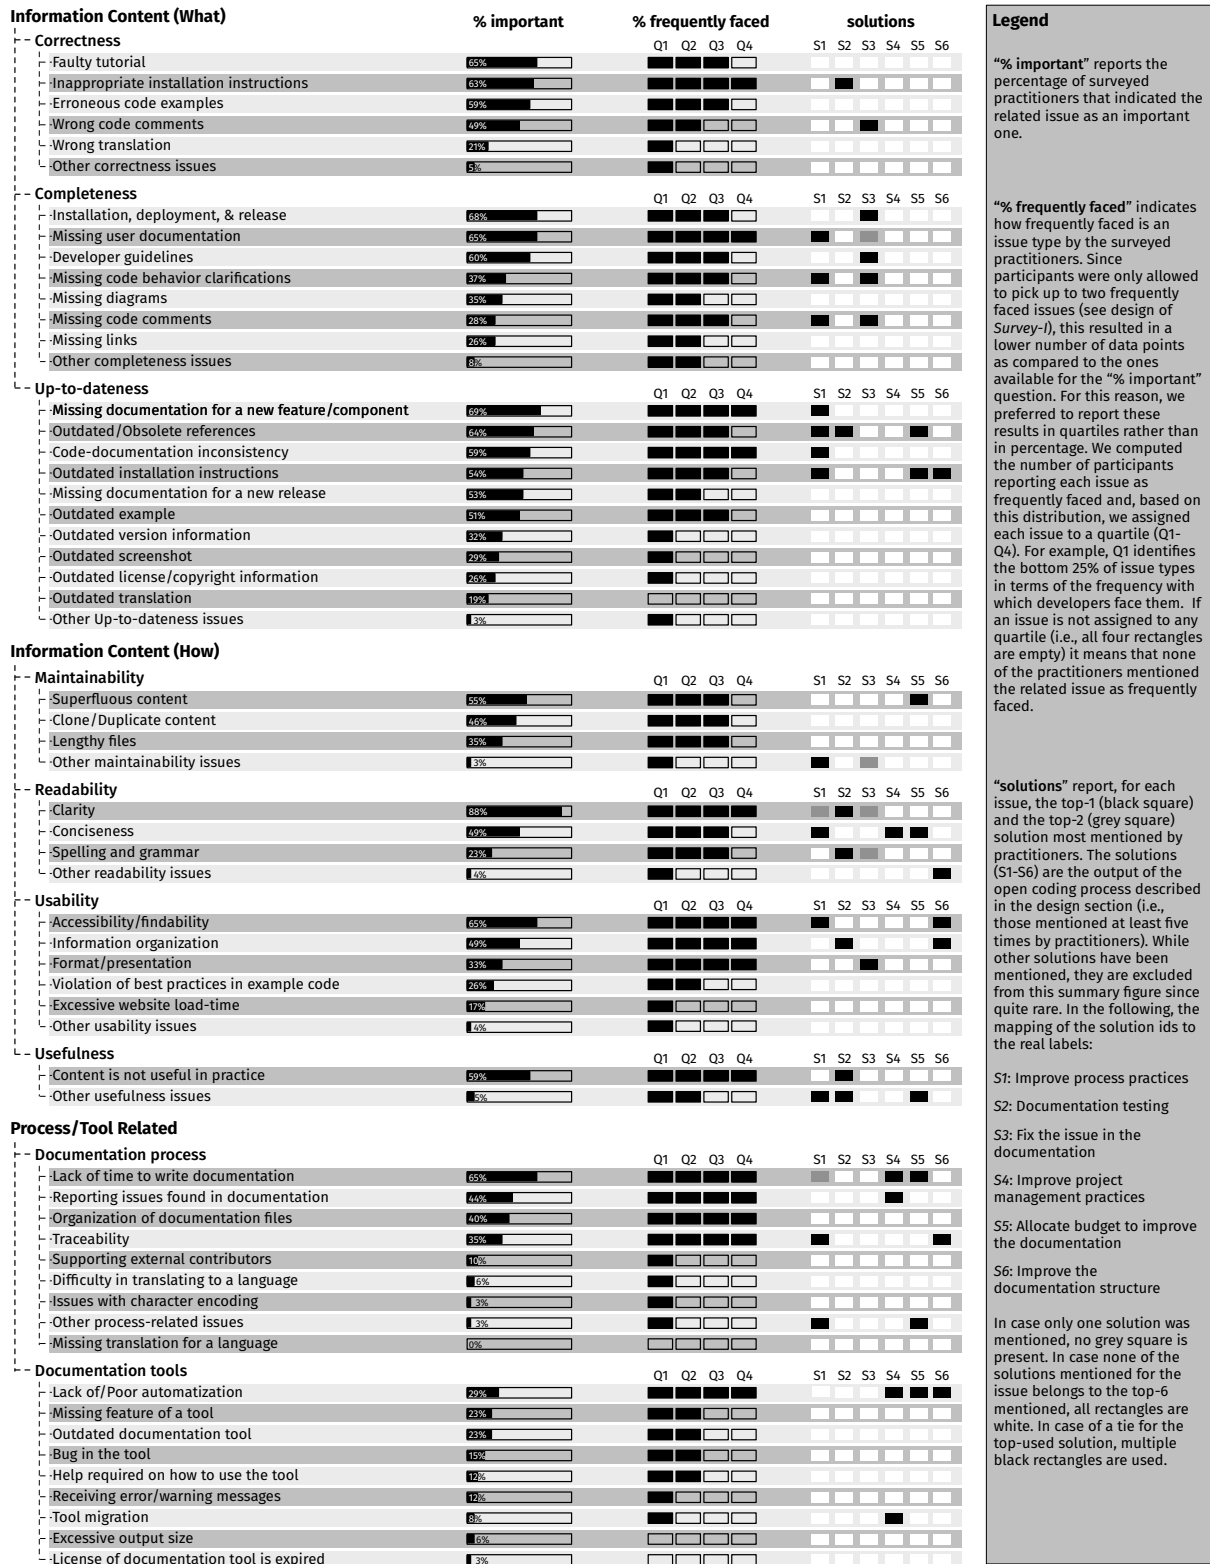 Information Content (What) % important % frequently faced solutions
Correctness Q1 Q2 Q3 Q4 S1 S2 S3 S4 S5 S6
Faulty tutorial 65%
Inappropriate installation instructions 63%
Erroneous code examples 59%
Wrong code comments 49%
Wrong translation 21%
Other correctness issues 5%
Completeness Q1 Q2 Q3 Q4 S1 S2 S3 S4 S5 S6
Installation, deployment, & release 68%
Missing user documentation 65%
Developer guidelines 60%
Missing code behavior clarifications 37%
Missing diagrams 35%
Missing code comments 28%
Missing links 26%
Other completeness issues 8%
Up-to-dateness Q1 Q2 Q3 Q4 S1 S2 S3 S4 S5 S6
Missing documentation for a new feature/component 69%
Outdated/Obsolete references 64%
Code-documentation inconsistency 59%
Outdated installation instructions 54%
Missing documentation for a new release 53%
Outdated example 51%
Outdated version information 32%
Outdated screenshot 29%
Outdated license/copyright information 26%
Outdated translation 19%
Other Up-to-dateness issues 3%
Information Content (How)
Maintainability Q1 Q2 Q3 Q4 S1 S2 S3 S4 S5 S6
Superfluous content 55%
Clone/Duplicate content 46%
Lengthy files 35%
Other maintainability issues 3%
Readability Q1 Q2 Q3 Q4 S1 S2 S3 S4 S5 S6
Clarity 88%
Conciseness 49%
Spelling and grammar 23%
Other readability issues 4%
Usability Q1 Q2 Q3 Q4 S1 S2 S3 S4 S5 S6
Accessibility/findability 65%
Information organization 49%
Format/presentation 33%
Violation of best practices in example code 26%
Excessive website load-time 17%
Other usability issues 4%
Usefulness Q1 Q2 Q3 Q4 S1 S2 S3 S4 S5 S6
Content is not useful in practice 59%
Other usefulness issues 5%
Process/Tool Related
Documentation process Q1 Q2 Q3 Q4 S1 S2 S3 S4 S5 S6
Lack of time to write documentation 65%
Reporting issues found in documentation 44%
Organization of documentation files 40%
Traceability 35%
Supporting external contributors 10%
Difficulty in translating to a language 6%
Issues with character encoding 3%
Other process-related issues 3%
Missing translation for a language 0%
Documentation tools Q1 Q2 Q3 Q4 S1 S2 S3 S4 S5 S6
Lack of/Poor automatization 29%
Missing feature of a tool 23%
Outdated documentation tool 23%
Bug in the tool 15%
Help required on how to use the tool 12%
Receiving error/warning messages 12%
Tool migration 8%
Excessive output size 6%
License of documentation tool is expired 3%
Legend
“% important” reports the
percentage of surveyed
practitioners that indicated the
related issue as an important
one.
“% frequently faced” indicates
how frequently faced is an
issue type by the surveyed
practitioners. Since
participants were only allowed
to pick up to two frequently
faced issues (see design of
Survey-I), this resulted in a
lower number of data points
as compared to the ones
available for the “% important”
question. For this reason, we
preferred to report these
results in quartiles rather than
in percentage. We computed
the number of participants
reporting each issue as
frequently faced and, based on
this distribution, we assigned
each issue to a quartile (Q1-
Q4). For example, Q1 identifies
the bottom 25% of issue types
in terms of the frequency with
which developers face them. If
an issue is not assigned to any
quartile (i.e., all four rectangles
are empty) it means that none
of the practitioners mentioned
the related issue as frequently
faced.
“solutions” report, for each
issue, the top-1 (black square)
and the top-2 (grey square)
solution most mentioned by
practitioners. The solutions
(S1-S6) are the output of the
open coding process described
in the design section (i.e.,
those mentioned at least five
times by practitioners). While
other solutions have been
mentioned, they are excluded
from this summary figure since
quite rare. In the following, the
mapping of the solution ids to
the real labels:
S1: Improve process practices
S2: Documentation testing
S3: Fix the issue in the
documentation
S4: Improve project
management practices
S5: Allocate budget to improve
the documentation
S6: Improve the
documentation structure
In case only one solution was
mentioned, no grey square is
present. In case none of the
solutions mentioned for the
issue belongs to the top-6
mentioned, all rectangles are
white. In case of a tie for the
top-used solution, multiple
black rectangles are used.